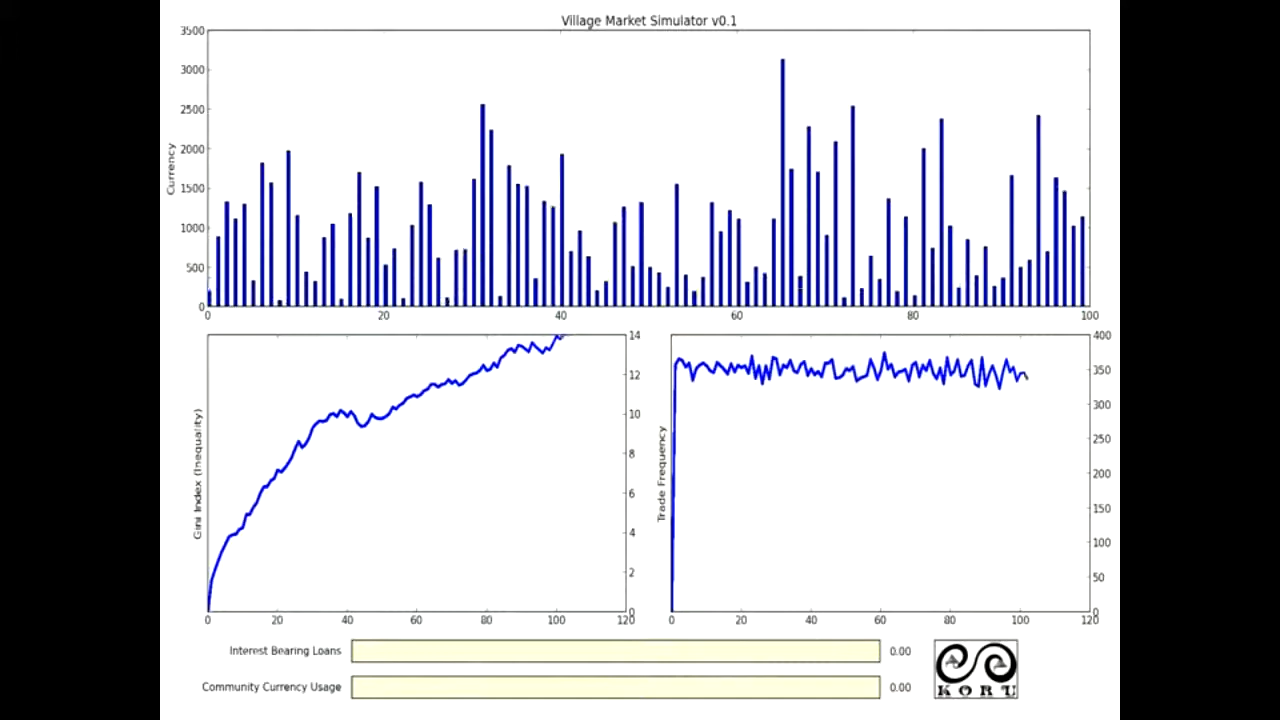 Village Market Simulator v0.1
3500
3000
2500
2000
1500
1000
500
0
Currency
0 20 40 60 80 100
14
12
10
8
6
4
2
0
Gini Index (Inequality)
0 20 40 60 80 100 120
400
350
300
250
200
150
100
50
0
Trade Frequency
0 20 40 60 80 100 120
Interest Bearing Loans 0.00
Community Currency Usage 0.00
KORU